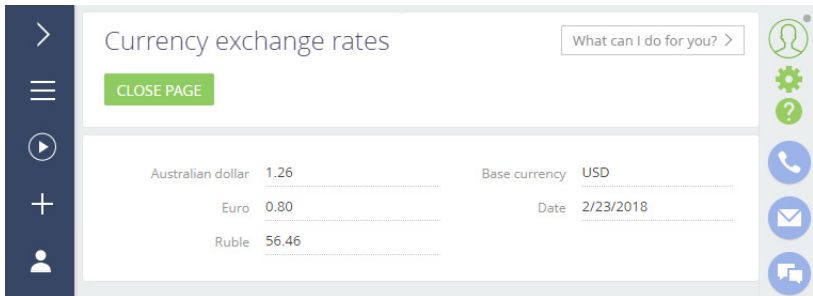 Currency exchange rates
What can I do for you? >
CLOSE PAGE
Australian dollar 1.26
Base currency USD
Euro 0.80
Date 2/23/2018
Ruble 56.46
?